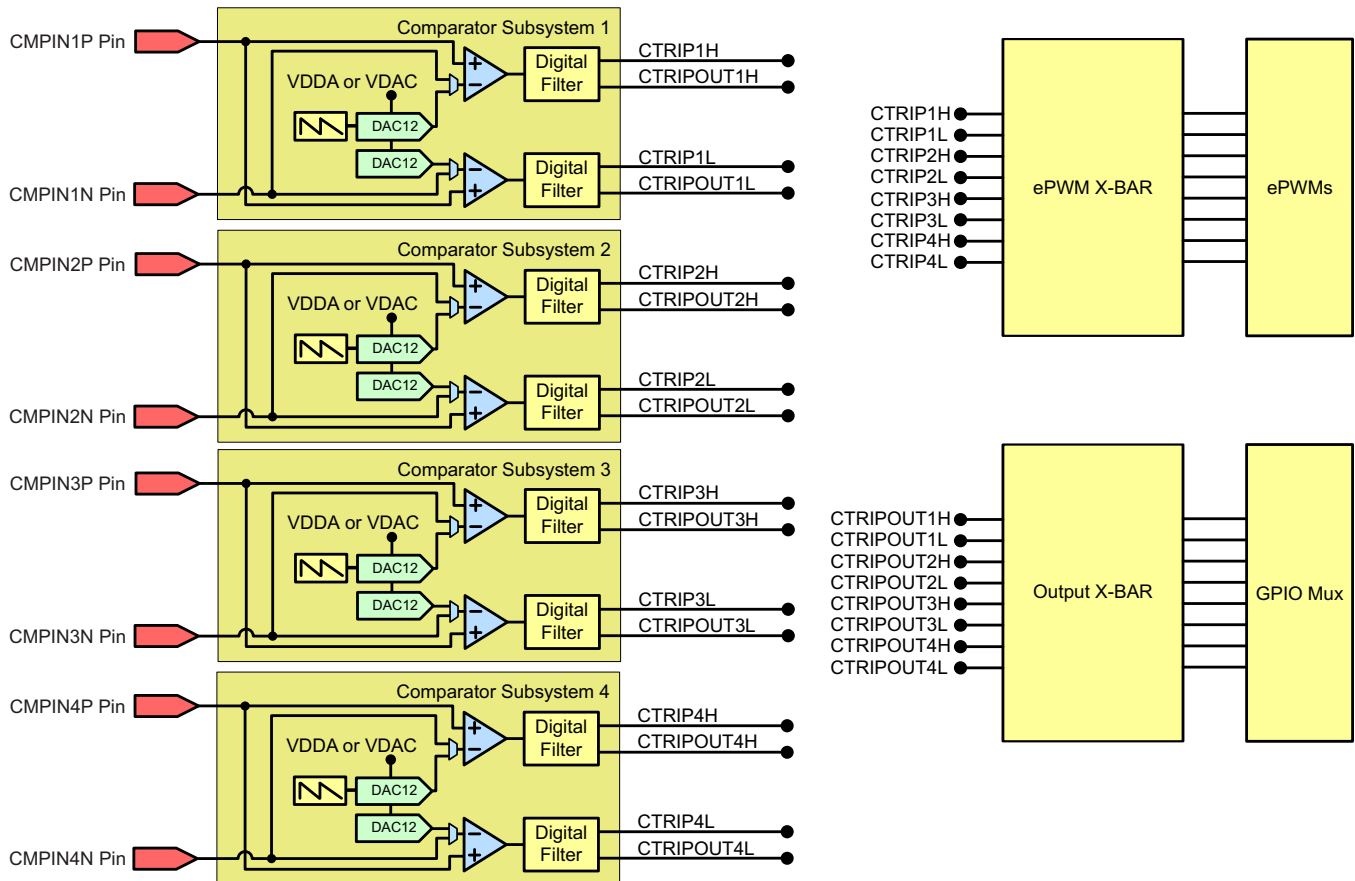 Comparator Subsystem 1
CMPIN1P Pin
VDDA or VDAC
DAC12
DAC12
+
−
Digital
Filter
CTRIP1H
CTRIPOUT1H
−
+
Digital
Filter
CTRIP1L
CTRIPOUT1L
CMPIN1N Pin
Comparator Subsystem 2
CMPIN2P Pin
VDDA or VDAC
DAC12
DAC12
+
−
Digital
Filter
CTRIP2H
CTRIPOUT2H
−
+
Digital
Filter
CTRIP2L
CTRIPOUT2L
CMPIN2N Pin
Comparator Subsystem 3
CMPIN3P Pin
VDDA or VDAC
DAC12
DAC12
+
−
Digital
Filter
CTRIP3H
CTRIPOUT3H
−
+
Digital
Filter
CTRIP3L
CTRIPOUT3L
CMPIN3N Pin
Comparator Subsystem 4
CMPIN4P Pin
VDDA or VDAC
DAC12
DAC12
+
−
Digital
Filter
CTRIP4H
CTRIPOUT4H
−
+
Digital
Filter
CTRIP4L
CTRIPOUT4L
CMPIN4N Pin
CTRIP1H
CTRIP1L
CTRIP2H
CTRIP2L
CTRIP3H
CTRIP3L
CTRIP4H
CTRIP4L
ePWM X-BAR
ePWMs
CTRIPOUT1H
CTRIPOUT1L
CTRIPOUT2H
CTRIPOUT2L
CTRIPOUT3H
CTRIPOUT3L
CTRIPOUT4H
CTRIPOUT4L
Output X-BAR
GPIO Mux